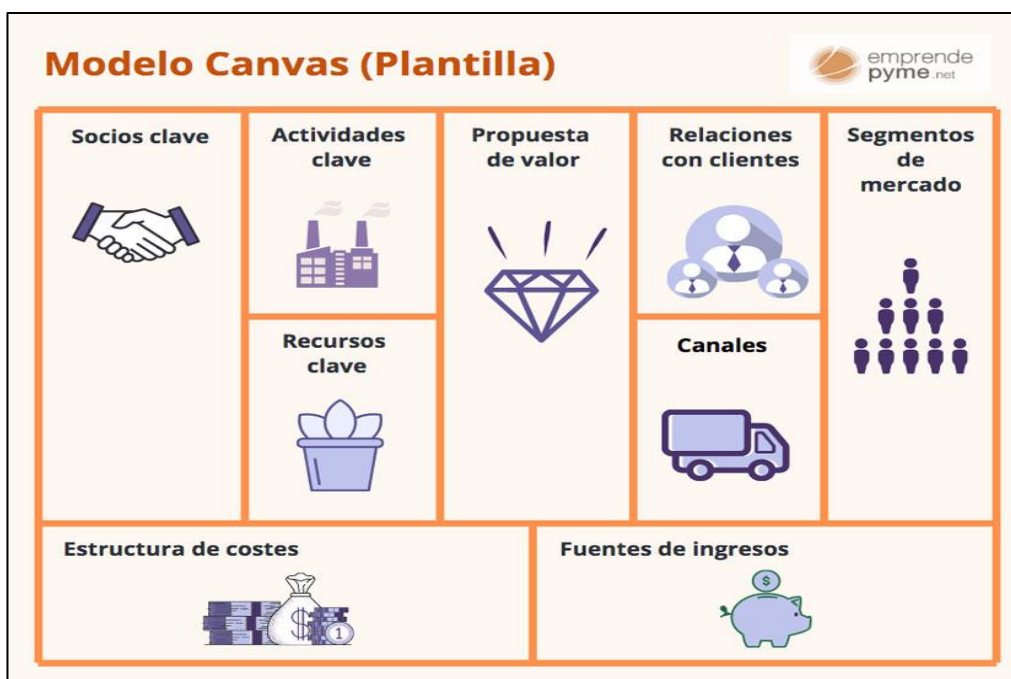 Modelo Canvas (Plantilla)
emprende
pyme.net
Socios clave
Actividades
clave
Propuesta
de valor
Relaciones
con clientes
Segmentos
de
mercado
Recursos
clave
Canales
Estructura de costes
$
1
Fuentes de ingresos
$